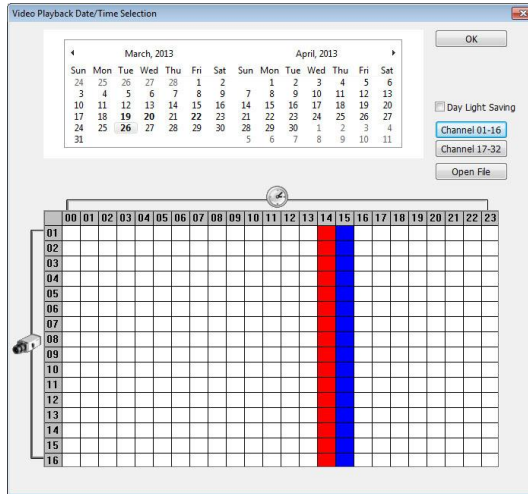 Video Playback Date/Time Selection
OK
March, 2013 April, 2013
Sun Mon Tue Wed Thu Fri Sat Sun Mon Tue Wed Thu Fri Sat
24 25 26 27 28 1 2 1 2 3 4 5 6
3 4 5 6 7 8 9 7 8 9 10 11 12 13
10 11 12 13 14 15 16 14 15 16 17 18 19 20
17 18 19 20 21 22 23 21 22 23 24 25 26 27
24 25 26 27 28 29 30 28 29 30 1 2 3 4
31 5 6 7 8 9 10 11
Day Light Saving
Channel 01-16
Channel 17-32
Open File
00 01 02 03 04 05 06 07 08 09 10 11 12 13 14 15 16 17 18 19 20 21 22 23
01
02
03
04
05
06
07
08
09
10
11
12
13
14
15
16